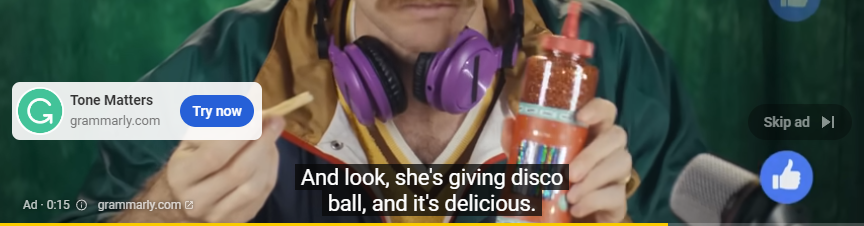 Tone Matters
grammarly.com
Try now
Skip ad
And look, she's giving disco
ball, and it's delicious.
Ad · 0:15
grammarly.com